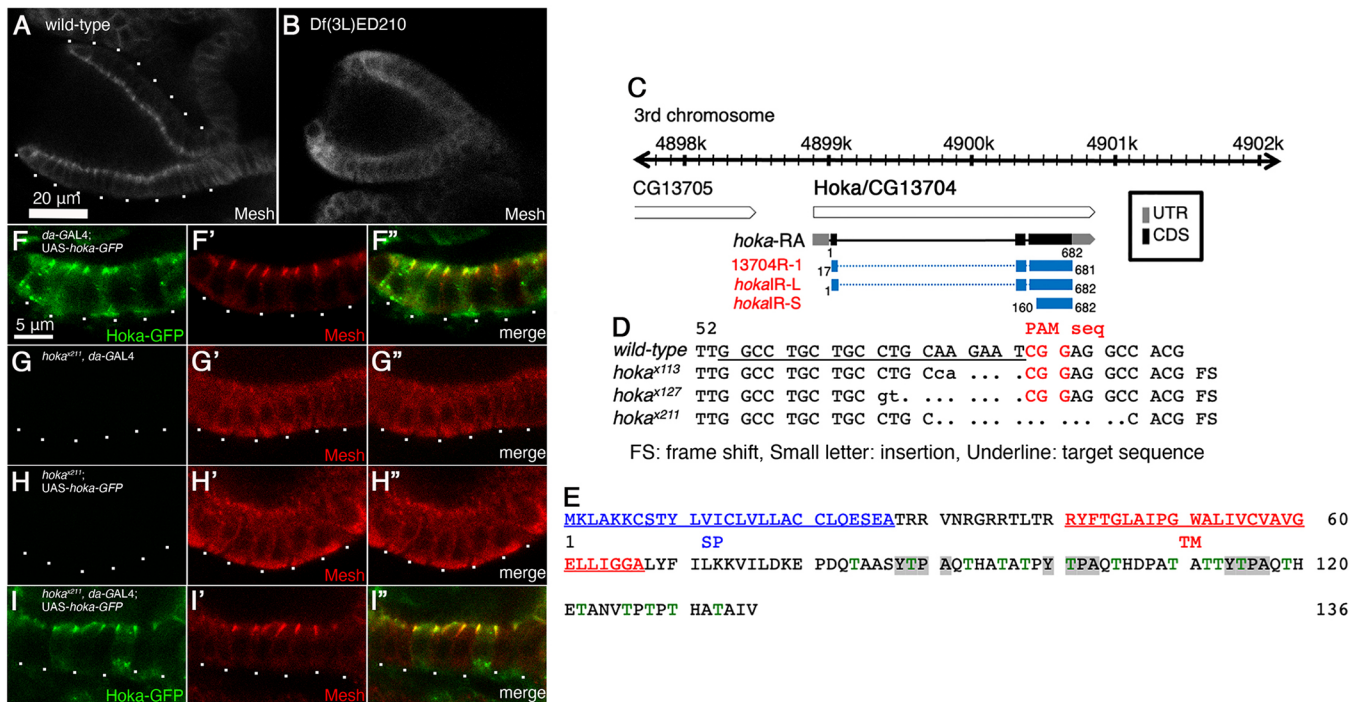 A wild-type
20 µm
Mesh
B Df(3L)ED210
Mesh
C
3rd chromosome
4898k 4899k 4900k 4901k 4902k
CG13705
Hoka/CG13704
UTR
CDS
hoka-RA
1 682
13704R-1
17 681
hokaIR-L
1 682
hokaIR-S
160 682
D
52 PAM seq
wild-type TTG GCC TGC TGC CTG CAA GAA TCG GAG GCC ACG
hokax113 TTG GCC TGC TGC CTG Cca . ... .CG GAG GCC ACG FS
hokax127 TTG GCC TGC TGC gt. ... ... .CG GAG GCC ACG FS
hokax211 TTG GCC TGC TGC CTG C.. ... ... ... ..C ACG FS
FS: frame shift, Small letter: insertion, Underline: target sequence
E
MKLAKKCSTY LVICLVLLAC CLQESEATRR VNRGRRTLTR RYFTGLAIPG WALIVCVAVG 60
1 SP TM
ELLIGGALYF ILKKVILDKE PDQTAASYTP AQTHATATPY TPAQTHDPAT ATTYTPAQTH 120
ETANVTPTPT HATAIV 136
F da-GAL4;
UAS-hoka-GFP
5 µm
Hoka-GFP
F'
Mesh
F"
merge
G hokax211, da-GAL4
G'
G"
Mesh
merge
H hokax211;
UAS-hoka-GFP
H'
H"
Mesh
merge
I hokax211, da-GAL4;
UAS-hoka-GFP
Hoka-GFP
I'
Mesh
I"
merge